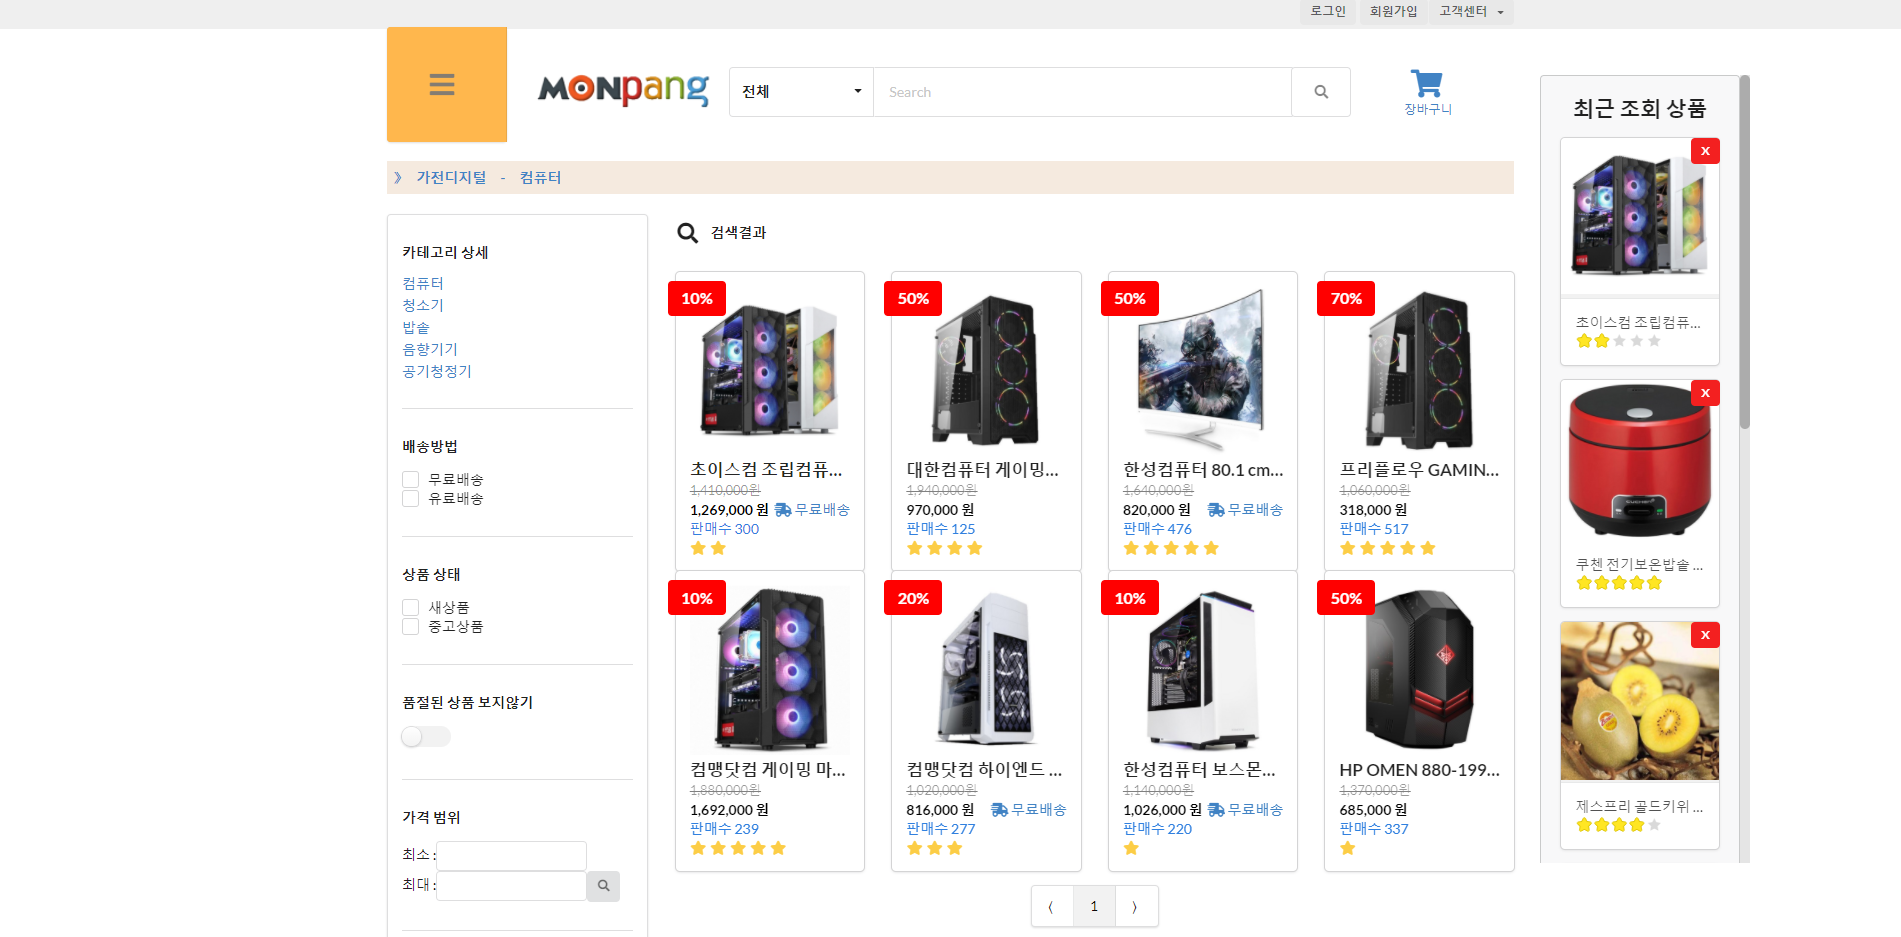 로그인 회원가입 고객센터
MONpang 전체 Search 장바구니
》 가전디지털 - 컴퓨터
카테고리 상세
컴퓨터
청소기
밥솥
음향기기
공기청정기
배송방법
무료배송
유료배송
상품 상태
새상품
중고상품
품절된 상품 보지않기
가격 범위
최소 :
최대 :
검색결과
10%
초이스컴 조립컴퓨...
1,410,000원
1,269,000 원 무료배송
판매수 300
50%
대한컴퓨터 게이밍...
1,940,000원
970,000 원
판매수 125
50%
한성컴퓨터 80.1 cm...
1,640,000원
820,000 원 무료배송
판매수 476
70%
프리플로우 GAMIN...
1,060,000원
318,000 원
판매수 517
10%
컴맹닷컴 게이밍 마...
1,880,000원
1,692,000 원
판매수 239
20%
컴맹닷컴 하이엔드 ...
1,020,000원
816,000 원 무료배송
판매수 277
10%
한성컴퓨터 보스몬...
1,140,000원
1,026,000 원 무료배송
판매수 220
50%
HP OMEN 880-199...
1,370,000원
685,000 원
판매수 337
〈 1 〉
최근 조회 상품
X
초이스컴 조립컴퓨...
X
쿠첸 전기보온밥솥 ...
X
제스프리 골드키위 ...